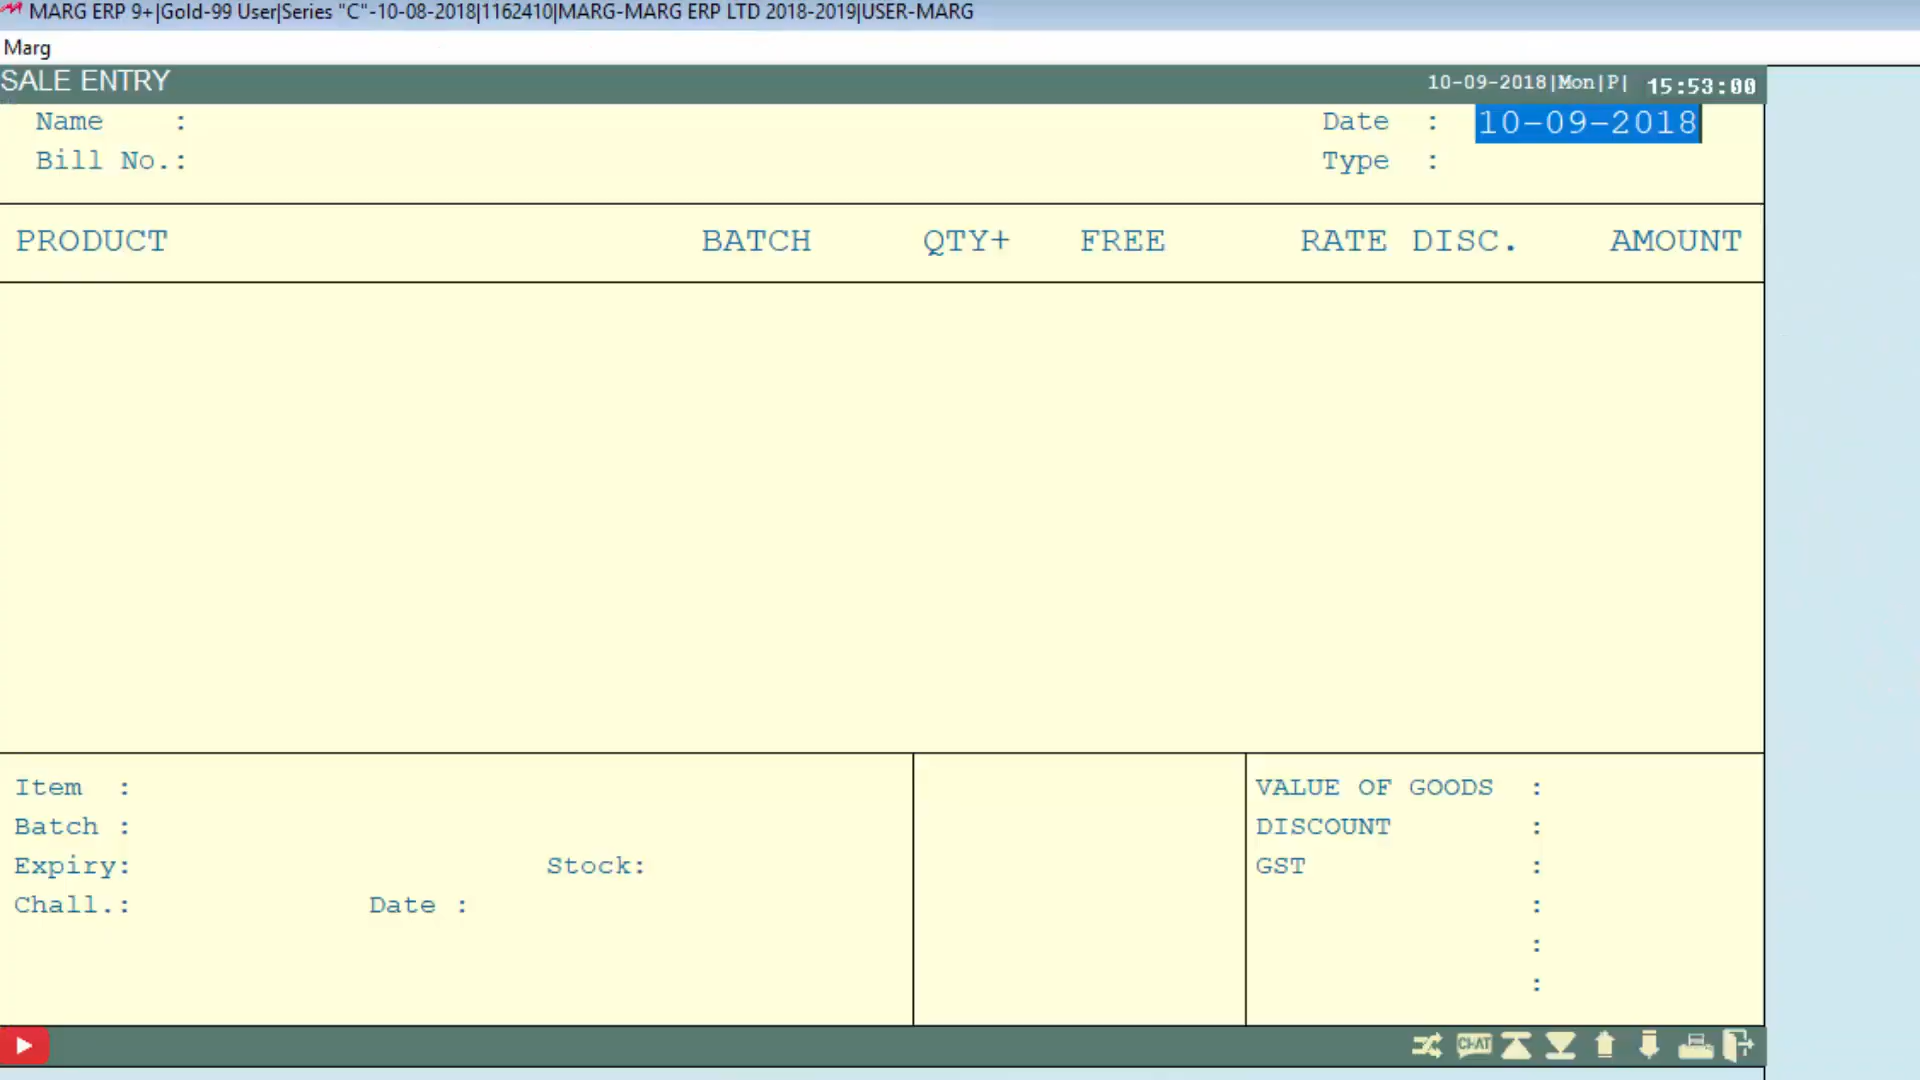 MARG ERP 9+|Gold-99 User|Series "C"-10-08-2018|1162410|MARG-MARG ERP LTD 2018-2019|USER-MARG
Marg
SALE ENTRY 10-09-2018|Mon|P| 15:53:00
Name : Date : 10-09-2018
Bill No.: Type :
PRODUCT BATCH QTY+ FREE RATE DISC. AMOUNT
Item : VALUE OF GOODS :
Batch : DISCOUNT :
Expiry: Stock: GST :
Chall.: Date : :
:
:
CHAT